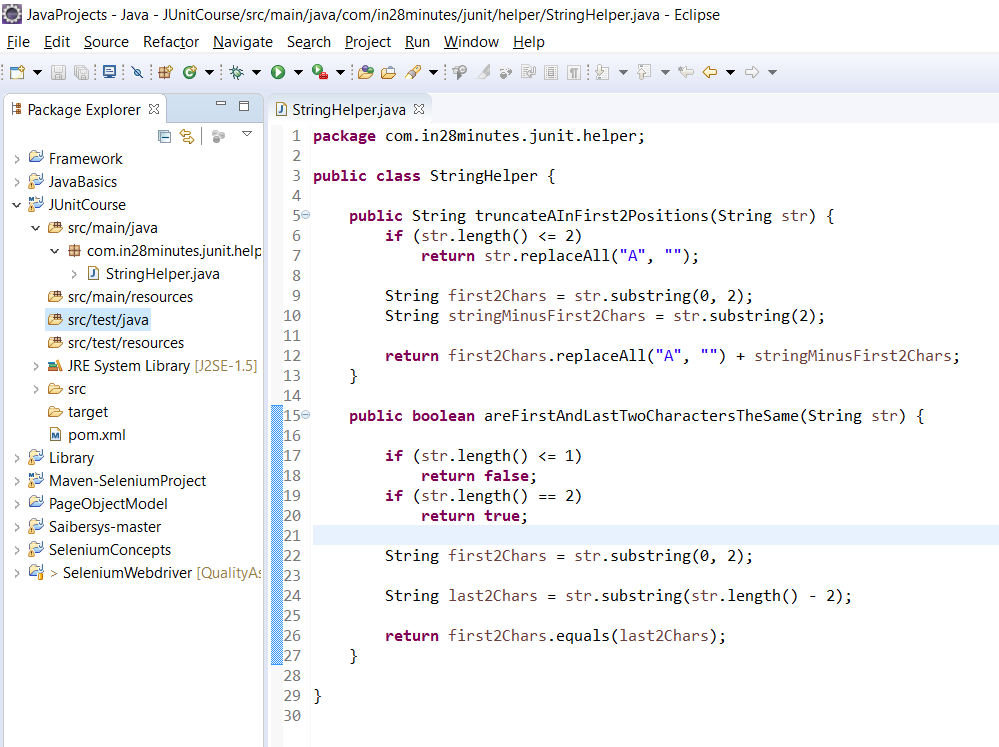 JavaProjects - Java - JUnitCourse/src/main/java/com/in28minutes/junit/helper/StringHelper.java - Eclipse
File Edit Source Refactor Navigate Search Project Run Window Help
Package Explorer
Framework
JavaBasics
JUnitCourse
src/main/java
com.in28minutes.junit.help
StringHelper.java
src/main/resources
src/test/java
src/test/resources
JRE System Library [J2SE-1.5]
src
target
pom.xml
Library
Maven-SeleniumProject
PageObjectModel
Saibersys-master
SeleniumConcepts
> SeleniumWebdriver [QualityAs
StringHelper.java
1 package com.in28minutes.junit.helper;
2
3 public class StringHelper {
4
5     public String truncateAInFirst2Positions(String str) {
6         if (str.length() <= 2)
7             return str.replaceAll("A", "");
8
9         String first2Chars = str.substring(0, 2);
10         String stringMinusFirst2Chars = str.substring(2);
11
12         return first2Chars.replaceAll("A", "") + stringMinusFirst2Chars;
13     }
14
15     public boolean areFirstAndLastTwoCharactersTheSame(String str) {
16
17         if (str.length() <= 1)
18             return false;
19         if (str.length() == 2)
20             return true;
21
22         String first2Chars = str.substring(0, 2);
23
24         String last2Chars = str.substring(str.length() - 2);
25
26         return first2Chars.equals(last2Chars);
27     }
28
29 }
30